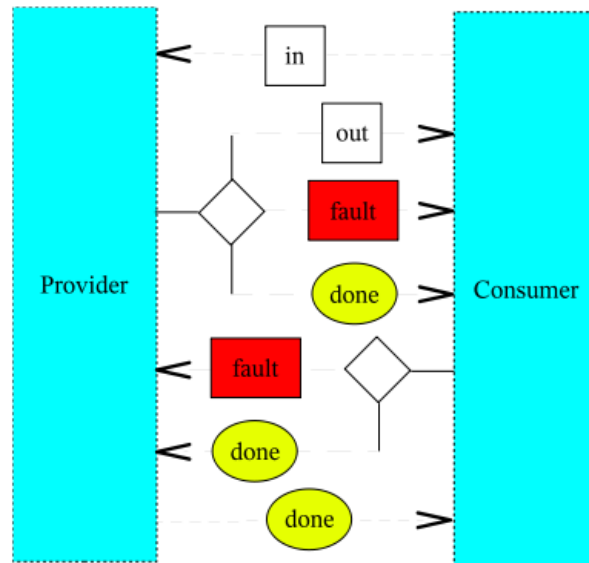 in
out
fault
Provider
done
Consumer
fault
done
done